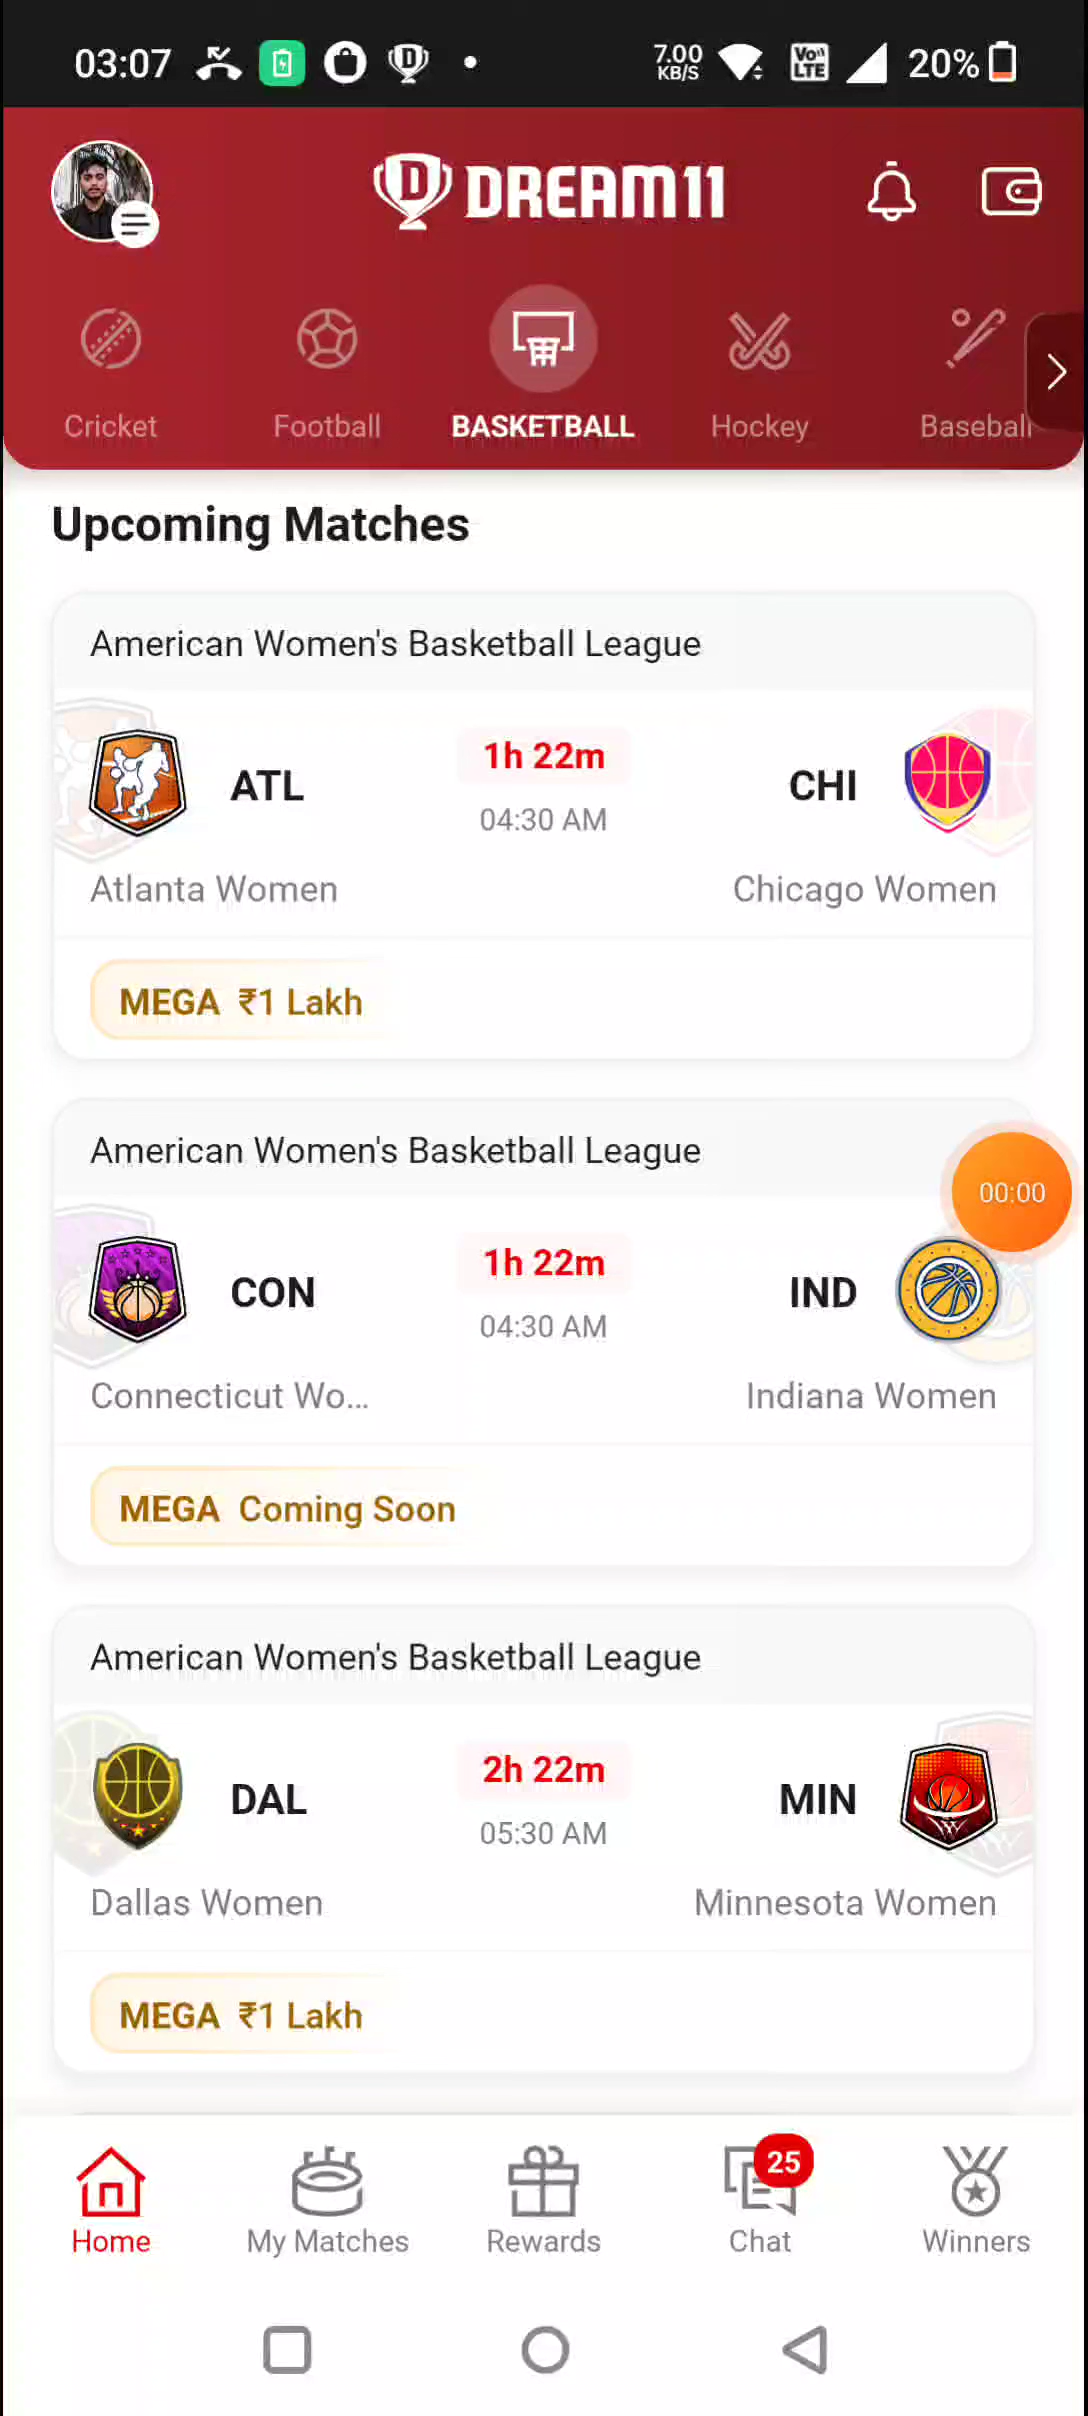 03:07 7.00 KB/S Vo)) LTE 20%
DREAM11
Cricket Football BASKETBALL Hockey Baseball
Upcoming Matches
American Women's Basketball League
ATL 1h 22m CHI
04:30 AM
Atlanta Women Chicago Women
MEGA ₹1 Lakh
American Women's Basketball League
00:00
CON 1h 22m IND
04:30 AM
Connecticut Wo... Indiana Women
MEGA Coming Soon
American Women's Basketball League
DAL 2h 22m MIN
05:30 AM
Dallas Women Minnesota Women
MEGA ₹1 Lakh
25
Home My Matches Rewards Chat Winners